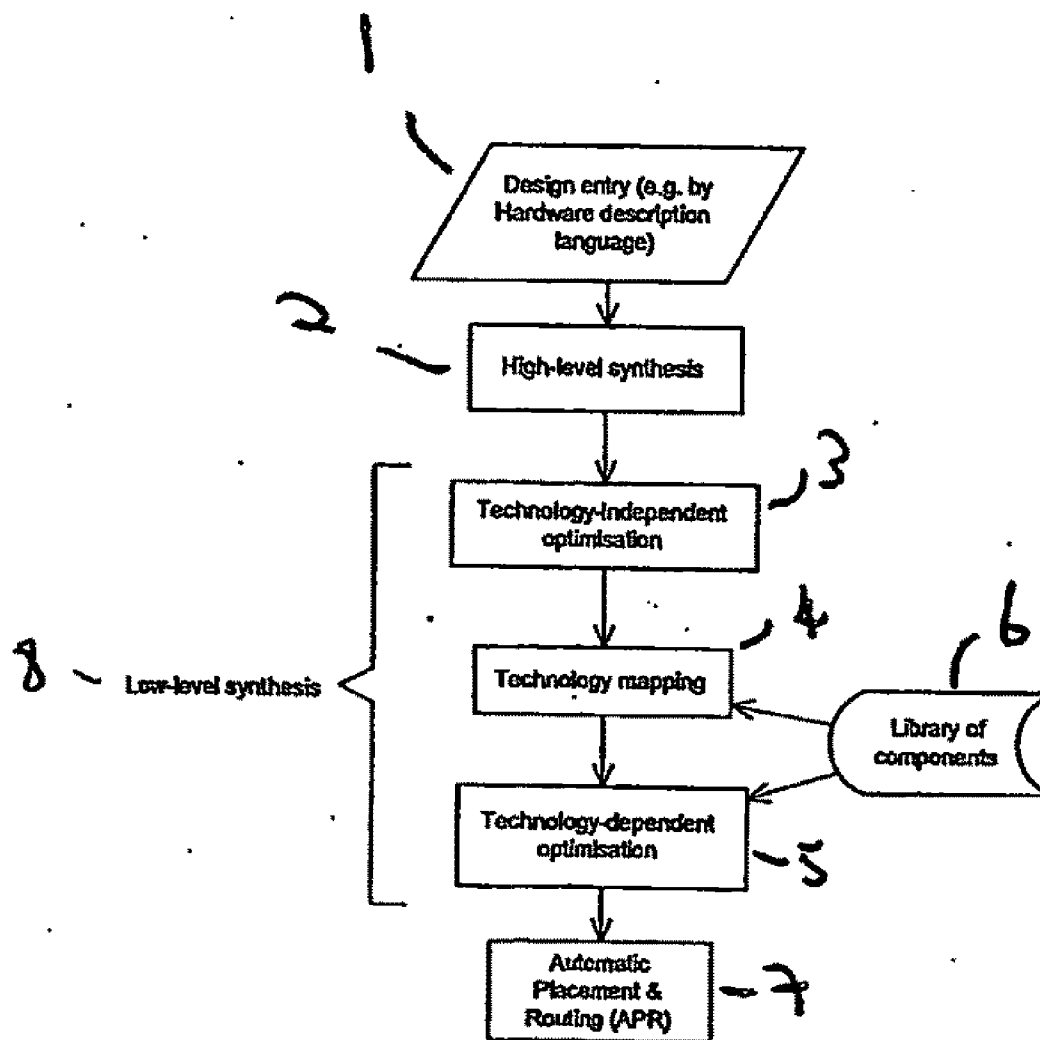 1
Design entry (e.g. by
Hardware description
language)
2
High-level synthesis
3
Technology-independent
optimisation
4
Technology mapping
6
Library of
components
8
Low-level synthesis
Technology-dependent
optimisation
5
Automatic
Placement &
Routing (APR)
7